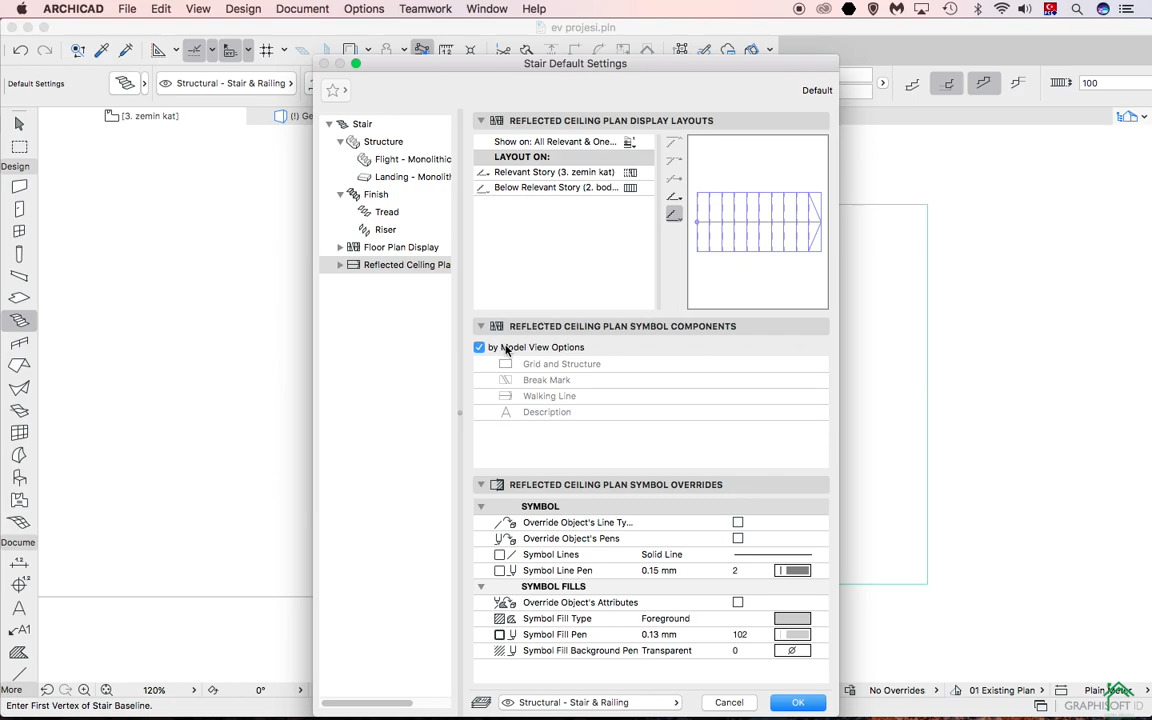 ARCHICAD File Edit View Design Document Options Teamwork Window Help
ev projesi.pln
Stair Default Settings
Default Settings
Structural - Stair & Railing
Default
100
[3. zemin kat]
(!) Ge
Design
Stair
Structure
Flight - Monolithic
Landing - Monolith
Finish
Tread
Riser
Floor Plan Display
Reflected Ceiling Pla
REFLECTED CEILING PLAN DISPLAY LAYOUTS
Show on: All Relevant & One...
LAYOUT ON:
Relevant Story (3. zemin kat)
Below Relevant Story (2. bod...
REFLECTED CEILING PLAN SYMBOL COMPONENTS
by Model View Options
Grid and Structure
Break Mark
Walking Line
Description
REFLECTED CEILING PLAN SYMBOL OVERRIDES
SYMBOL
Override Object's Line Ty...
Override Object's Pens
Symbol Lines Solid Line
Symbol Line Pen 0.15 mm 2
SYMBOL FILLS
Override Object's Attributes
Symbol Fill Type Foreground
Symbol Fill Pen 0.13 mm 102
Symbol Fill Background Pen Transparent 0
Structural - Stair & Railing
Cancel
OK
Docume
A1
More
120%
0°
No Overrides
01 Existing Plan
Plain Meter
Enter First Vertex of Stair Baseline.
GRAPHISOFT ID